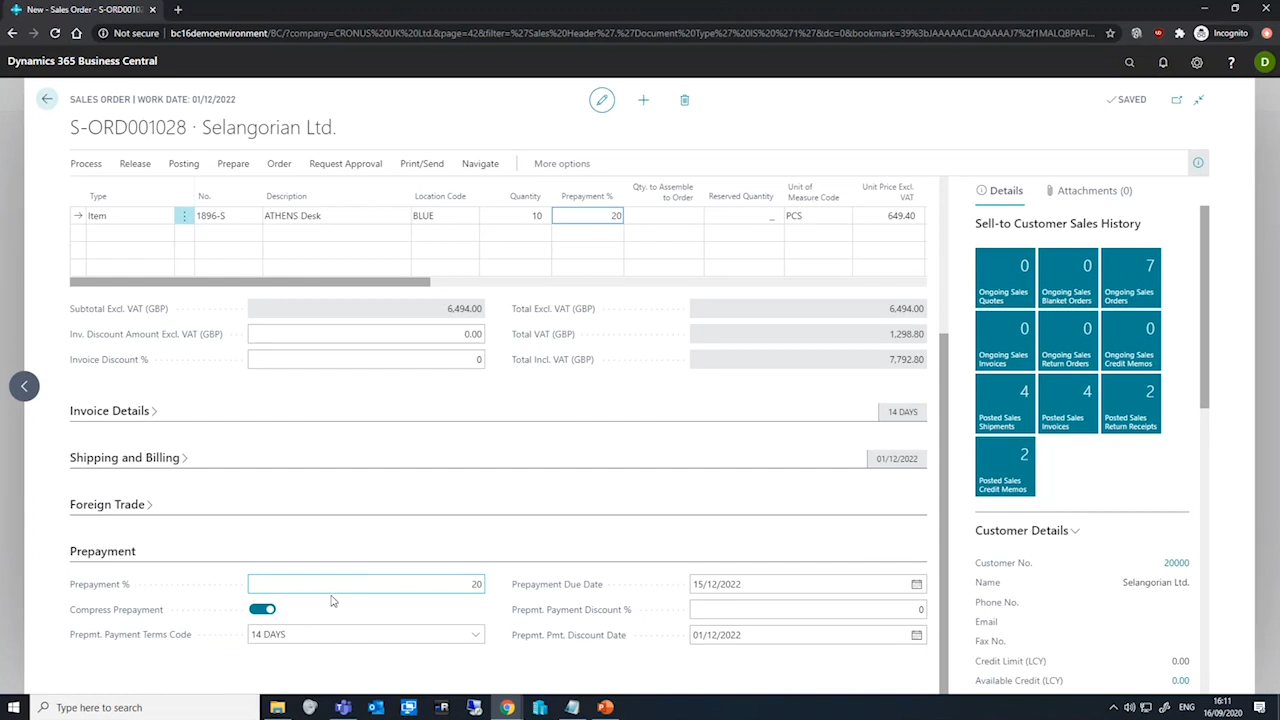 New - Sales Order - S-ORD001
Not secure
bc16demoenvironment/BC/?company=CRONUS%20UK%20Ltd.&page=42&filter=%27Sales%20Header%27.%27Document%20Type%27%20IS%20%271%27&dc=0&bookmark=
Incognito
Dynamics 365 Business Central
D
SALES ORDER | WORK DATE: 01/12/2022
SAVED
S-ORD001028 · Selangorian Ltd.
Process Release Posting Prepare Order Request Approval Print/Send Navigate More options
Type No. Description Location Code Quantity Prepayment % Qty. to Assemble to Order Reserved Quantity Unit of Measure Code Unit Price Excl. VAT
Item 1896-S ATHENS Desk BLUE 10 20 _ PCS 649.40
Subtotal Excl. VAT (GBP) 6,494.00 Total Excl. VAT (GBP) 6,494.00
Inv. Discount Amount Excl. VAT (GBP) 0.00 Total VAT (GBP) 1,298.80
Invoice Discount % 0 Total Incl. VAT (GBP) 7,792.80
Invoice Details 14 DAYS
Shipping and Billing 01/12/2022
Foreign Trade
Prepayment
Prepayment % 20 Prepayment Due Date 15/12/2022
Compress Prepayment Prepmt. Payment Discount % 0
Prepmt. Payment Terms Code 14 DAYS Prepmt. Pmt. Discount Date 01/12/2022
Details Attachments (0)
Sell-to Customer Sales History
0 Ongoing Sales Quotes
0 Ongoing Sales Blanket Orders
7 Ongoing Sales Orders
0 Ongoing Sales Invoices
0 Ongoing Sales Return Orders
0 Ongoing Sales Credit Memos
4 Posted Sales Shipments
4 Posted Sales Invoices
2 Posted Sales Return Receipts
2 Posted Sales Credit Memos
Customer Details
Customer No. 20000
Name Selangorian Ltd.
Phone No.
Email
Fax No.
Credit Limit (LCY) 0.00
Available Credit (LCY) 0.00
Type here to search
16:11
16/09/2020